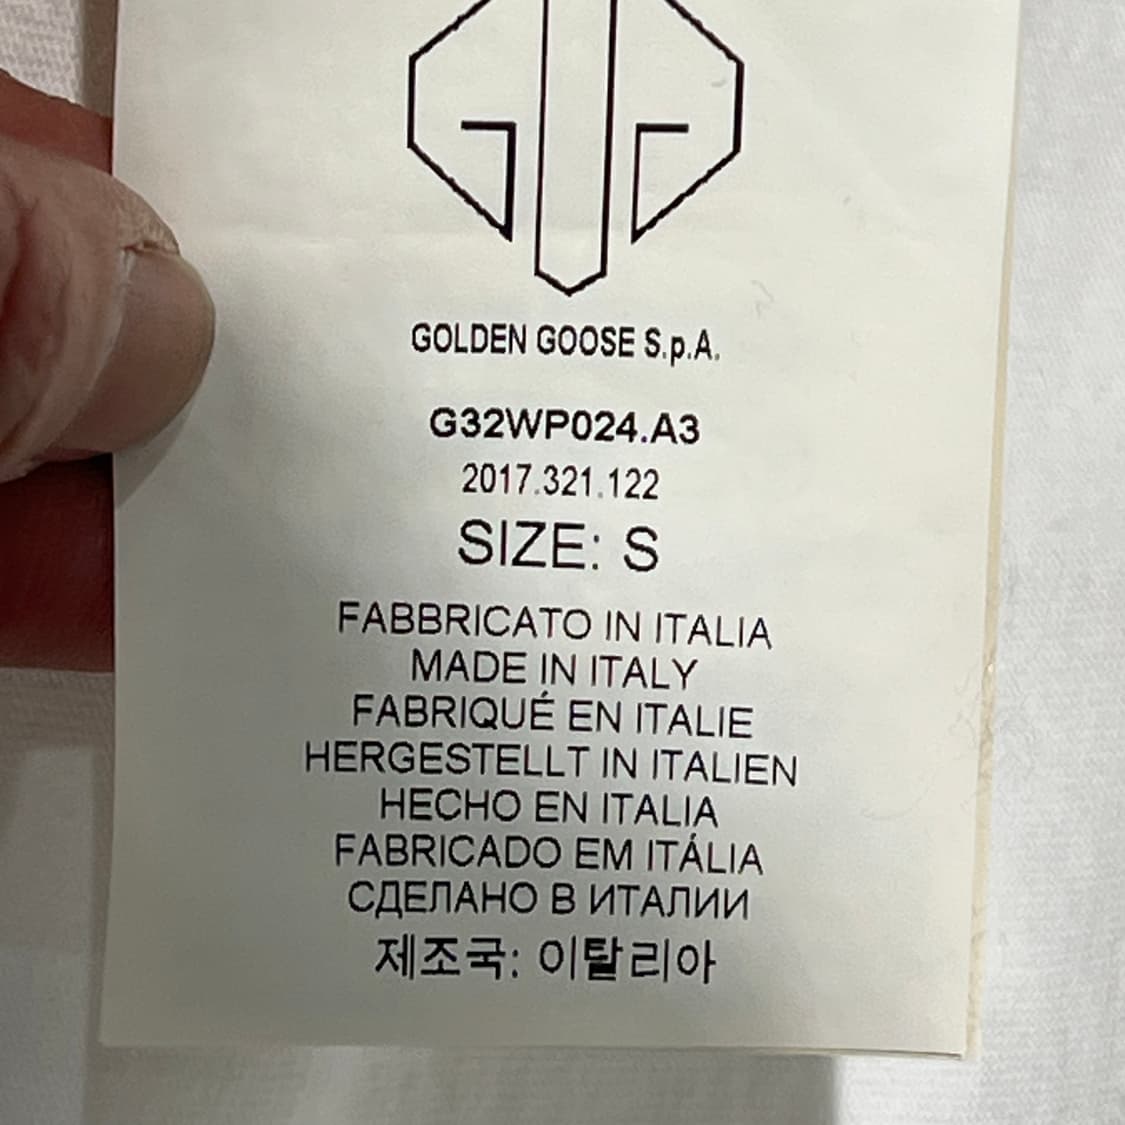 GOLDEN GOOSE S.p.A.
G32WP024.A3
2017.321.122
SIZE: S
FABBRICATO IN ITALIA
MADE IN ITALY
FABRIQUÉ EN ITALIE
HERGESTELLT IN ITALIEN
HECHO EN ITALIA
FABRICADO EM ITÁLIA
СДЕЛАНО В ИТАЛИИ
제조국: 이탈리아